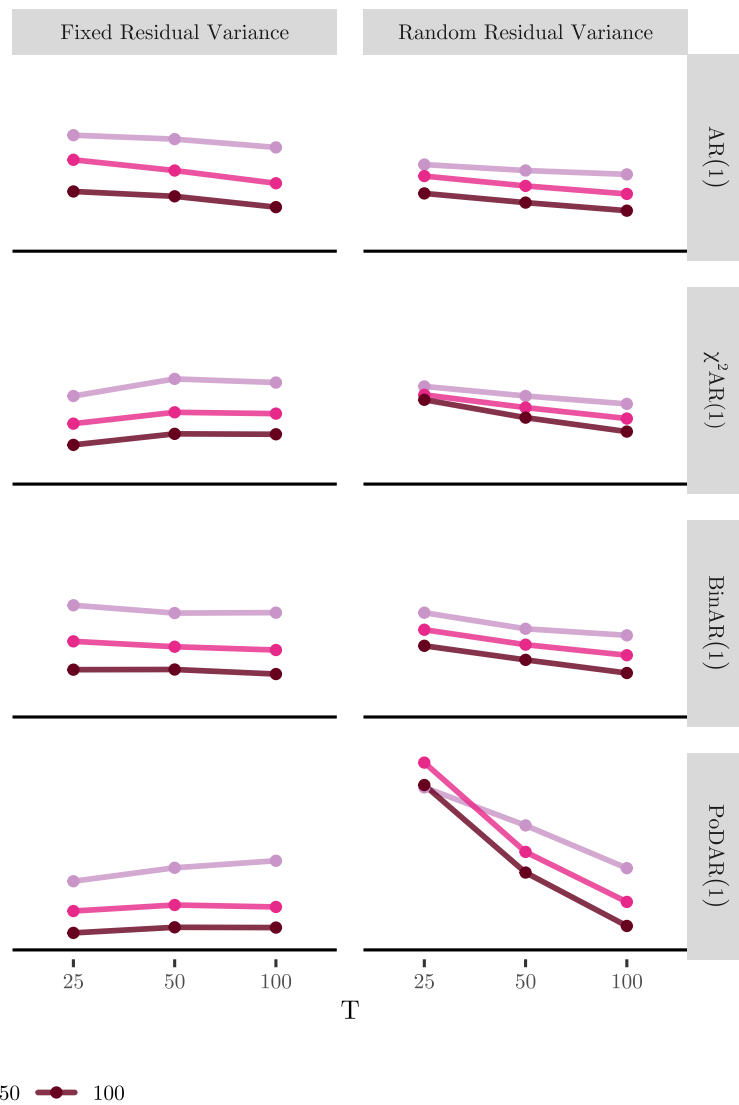 Fixed Residual Variance
Random Residual Variance
AR(1)
χ²AR(1)
BinAR(1)
PoDAR(1)
25 50 100
25 50 100
T
50
100